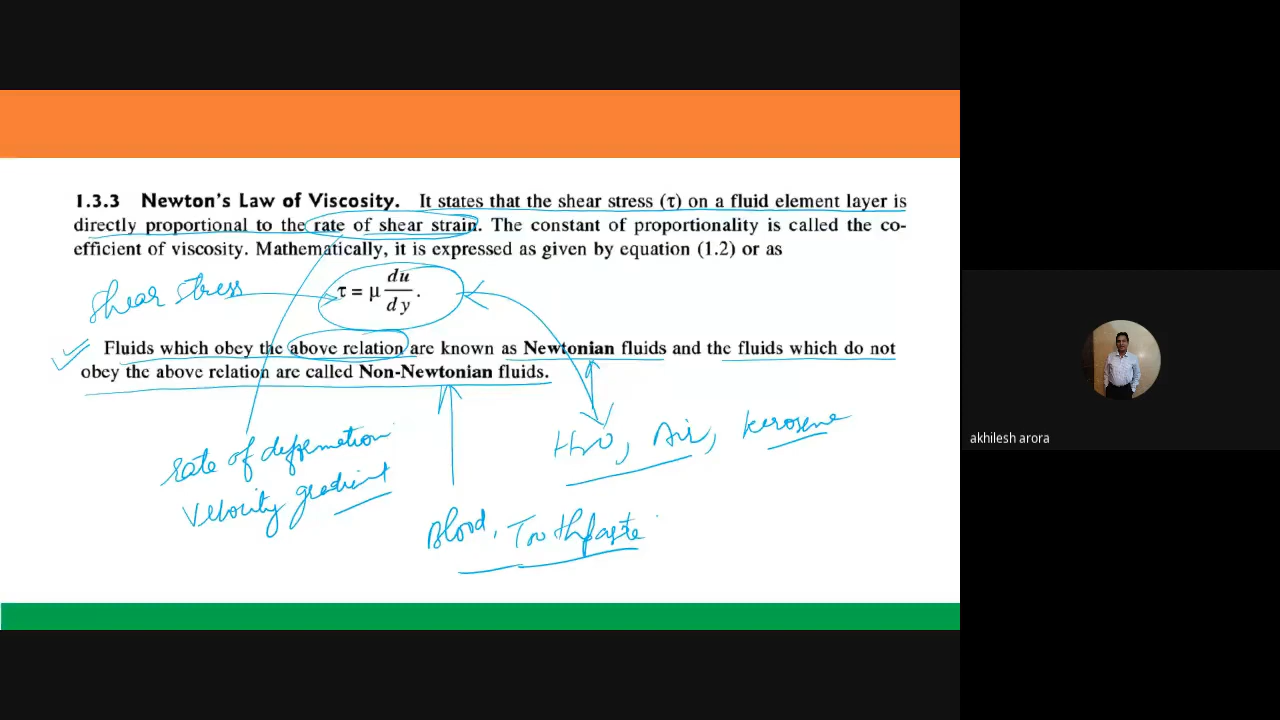 1.3.3 Newton's Law of Viscosity. It states that the shear stress (τ) on a fluid element layer is
directly proportional to the rate of shear strain. The constant of proportionality is called the co-
efficient of viscosity. Mathematically, it is expressed as given by equation (1.2) or as
shear stress
τ = μ du/dy.
Fluids which obey the above relation are known as Newtonian fluids and the fluids which do not
obey the above relation are called Non-Newtonian fluids.
H2O, Air, kerosene
rate of deffermetion
velocity gradient
Blood, Toothpaste
akhilesh arora